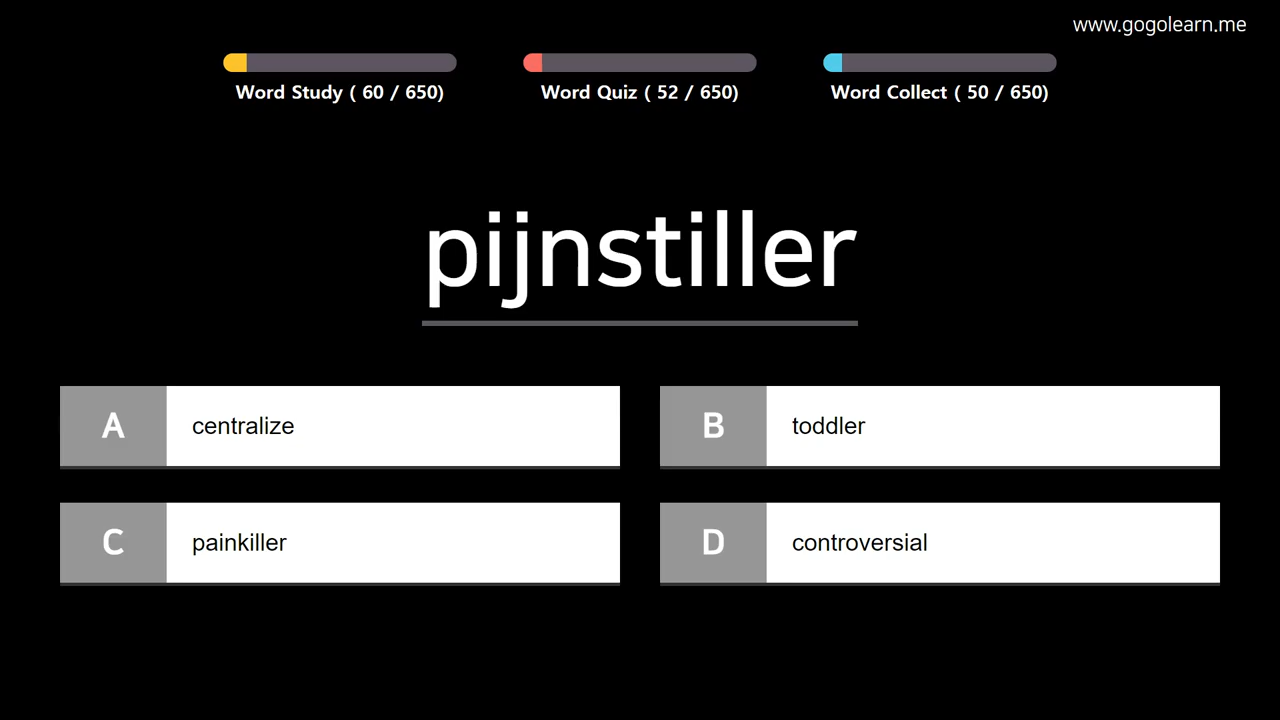 www.gogolearn.me
Word Study ( 60 / 650)
Word Quiz ( 52 / 650)
Word Collect ( 50 / 650)
pijnstiller
A centralize
B toddler
C painkiller
D controversial